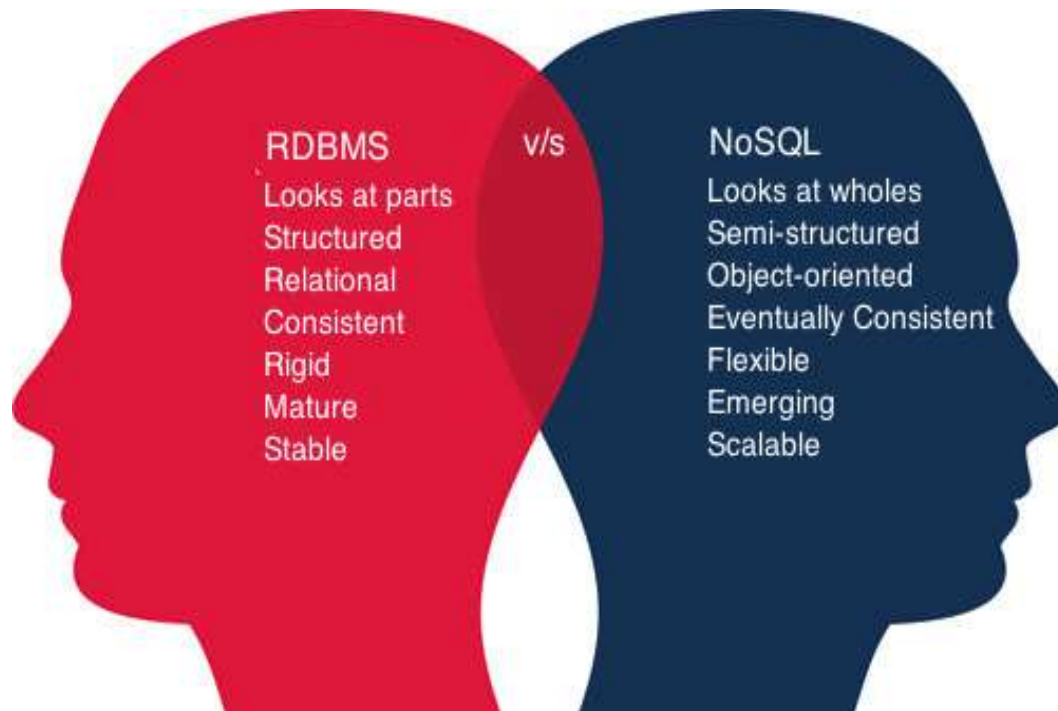 RDBMS
v/s
NoSQL
Looks at parts
Structured
Relational
Consistent
Rigid
Mature
Stable
Looks at wholes
Semi-structured
Object-oriented
Eventually Consistent
Flexible
Emerging
Scalable